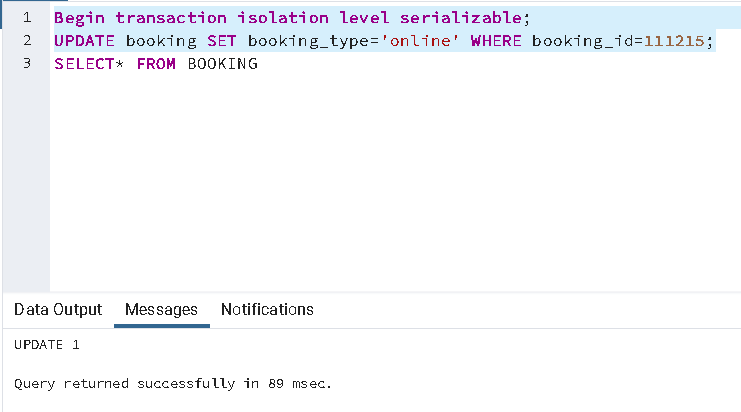 1 Begin transaction isolation level serializable;
2 UPDATE booking SET booking_type='online' WHERE booking_id=111215;
3 SELECT* FROM BOOKING
Data Output Messages Notifications
UPDATE 1
Query returned successfully in 89 msec.